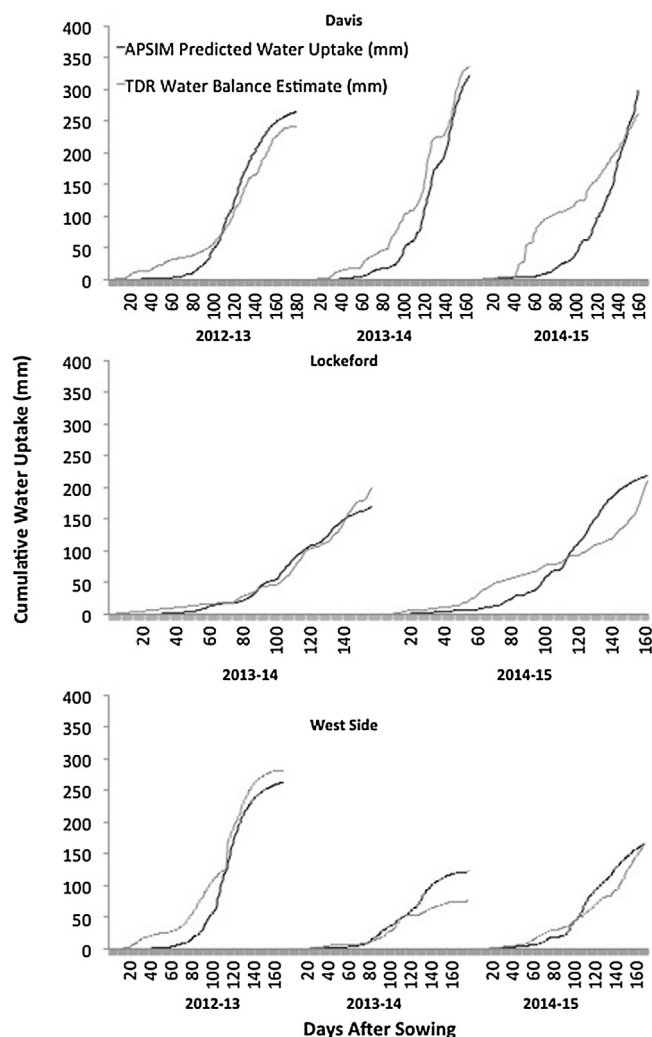 Davis
400
350
300
250
200
150
100
50
0
APSIM Predicted Water Uptake (mm)
TDR Water Balance Estimate (mm)
20 40 60 80 100 120 140 160 180
20 40 60 80 100 120 140 160
20 40 60 80 100 120 140 160
2012-13 2013-14 2014-15
Lockeford
400
350
300
250
200
150
100
50
0
20 40 60 80 100 120 140
20 40 60 80 100 120 140 160
2013-14 2014-15
West Side
400
350
300
250
200
150
100
50
0
20 40 60 80 100 120 140 160
20 40 60 80 100 120 140 160
20 40 60 80 100 120 140 160
2012-13 2013-14 2014-15
Cumulative Water Uptake (mm)
Days After Sowing